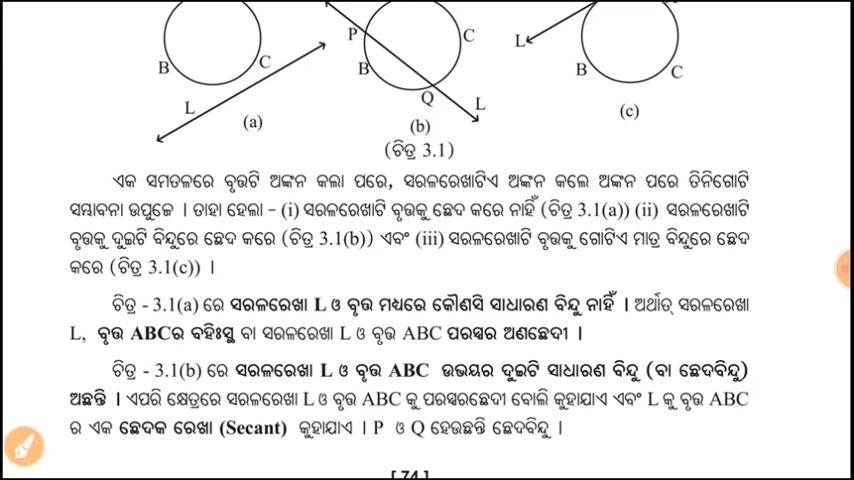 P
C
L
B
C
B
B
C
L
Q
L
(a)
(b)
(c)
(ଚିତ୍ର 3.1)
ଏକ ସମତଳରେ ବୃତ୍ତଟି ଅଙ୍କନ କଲା ପରେ, ସରଳରେଖାଟିଏ ଅଙ୍କନ କଲେ ଅଙ୍କନ ପରେ ତିନିଗୋଟି
ସମ୍ଭାବନା ଉପୁଜେ । ତାହା ହେଲା - (i) ସରଳରେଖାଟି ବୃତ୍ତକୁ ଛେଦ କରେ ନାହିଁ (ଚିତ୍ର 3.1(a)) (ii) ସରଳରେଖାଟି
ବୃତ୍ତକୁ ଦୁଇଟି ବିନ୍ଦୁରେ ଛେଦ କରେ (ଚିତ୍ର 3.1(b)) ଏବଂ (iii) ସରଳରେଖାଟି ବୃତ୍ତକୁ ଗୋଟିଏ ମାତ୍ର ବିନ୍ଦୁରେ ଛେଦ
କରେ (ଚିତ୍ର 3.1(c)) ।
ଚିତ୍ର - 3.1(a) ରେ ସରଳରେଖା L ଓ ବୃତ୍ତ ମଧ୍ୟରେ କୌଣସି ସାଧାରଣ ବିନ୍ଦୁ ନାହିଁ । ଅର୍ଥାତ୍ ସରଳରେଖା
L, ବୃତ୍ତ ABCର ବହିଃସ୍ଥ ବା ସରଳରେଖା L ଓ ବୃତ୍ତ ABC ପରସ୍ପର ଅଣଛେଦୀ ।
ଚିତ୍ର - 3.1(b) ରେ ସରଳରେଖା L ଓ ବୃତ୍ତ ABC ଉଭୟର ଦୁଇଟି ସାଧାରଣ ବିନ୍ଦୁ (ବା ଛେଦବିନ୍ଦୁ)
ଅଛନ୍ତି । ଏପରି କ୍ଷେତ୍ରରେ ସରଳରେଖା L ଓ ବୃତ୍ତ ABC କୁ ପରସ୍ପରଛେଦୀ ବୋଲି କୁହାଯାଏ ଏବଂ L କୁ ବୃତ୍ତ ABC
ର ଏକ ଛେଦକ ରେଖା (Secant) କୁହାଯାଏ । P ଓ Q ହେଉଛନ୍ତି ଛେଦବିନ୍ଦୁ ।
[ 74 ]